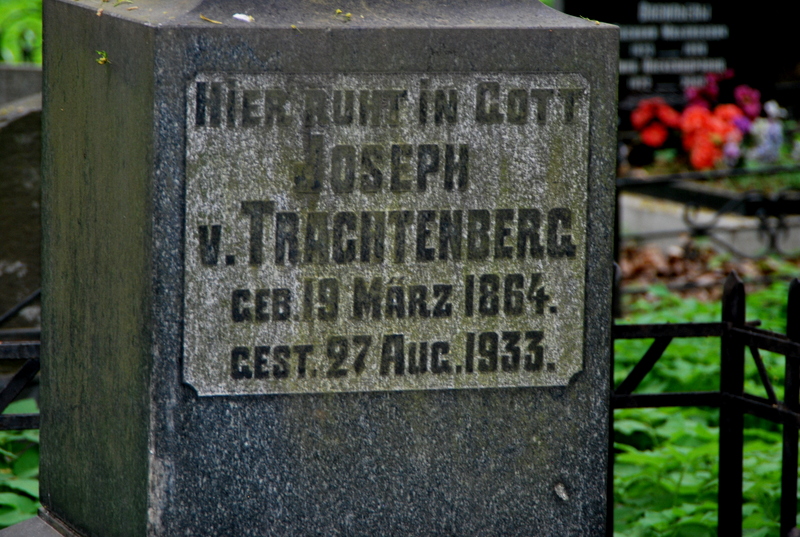 HIER RUHT IN GOTT
JOSEPH
v. TRACHTENBERG
GEB. 19 MÄRZ 1864.
GEST. 27 AUG. 1933.